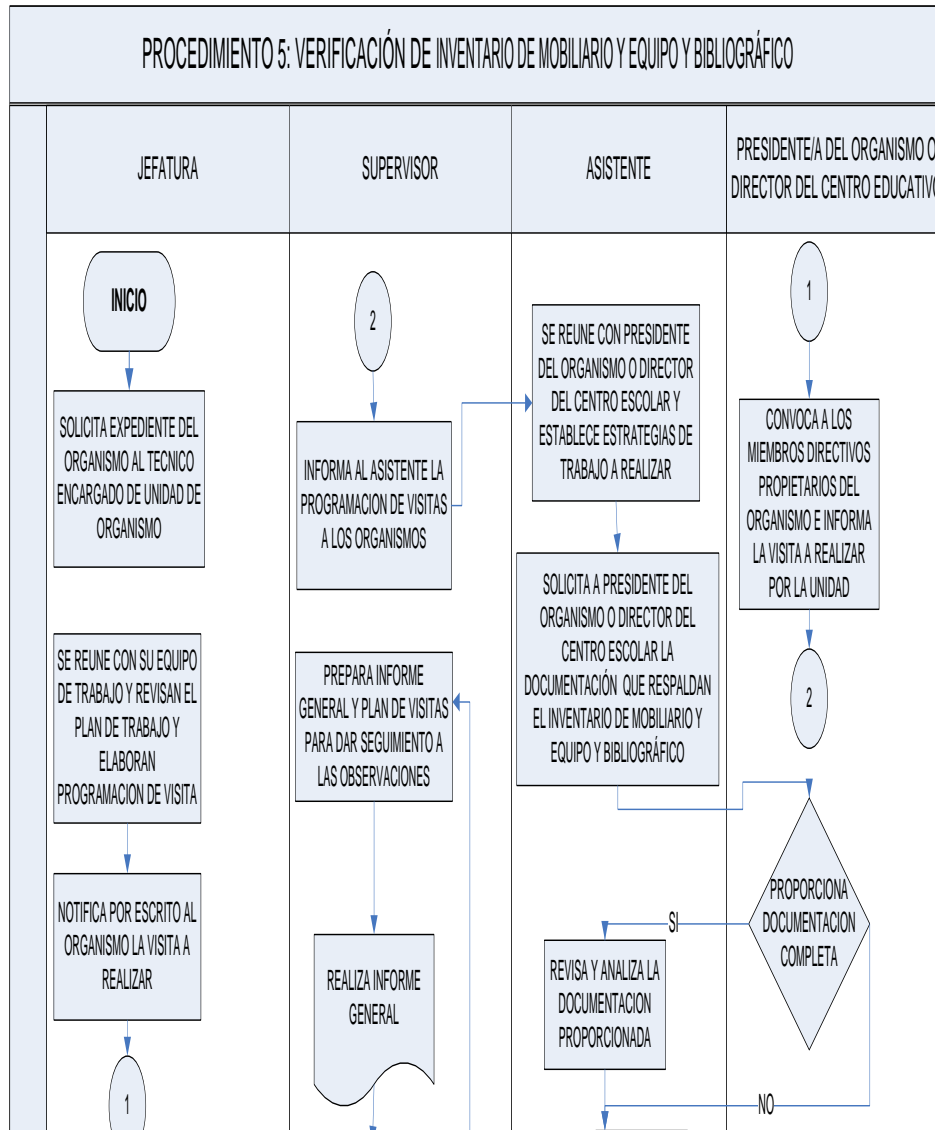 PROCEDIMIENTO 5: VERIFICACIÓN DE INVENTARIO DE MOBILIARIO Y EQUIPO Y BIBLIOGRÁFICO
JEFATURA
SUPERVISOR
ASISTENTE
PRESIDENTE/A DEL ORGANISMO O
DIRECTOR DEL CENTRO EDUCATIVO
INICIO
SOLICITA EXPEDIENTE DEL
ORGANISMO AL TECNICO
ENCARGADO DE UNIDAD DE
ORGANISMO
SE REUNE CON SU EQUIPO
DE TRABAJO Y REVISAN EL
PLAN DE TRABAJO Y
ELABORAN
PROGRAMACION DE VISITA
NOTIFICA POR ESCRITO AL
ORGANISMO LA VISITA A
REALIZAR
1
2
INFORMA AL ASISTENTE LA
PROGRAMACION DE VISITAS
A LOS ORGANISMOS
PREPARA INFORME
GENERAL Y PLAN DE VISITAS
PARA DAR SEGUIMIENTO A
LAS OBSERVACIONES
REALIZA INFORME
GENERAL
SE REUNE CON PRESIDENTE
DEL ORGANISMO O DIRECTOR
DEL CENTRO ESCOLAR Y
ESTABLECE ESTRATEGIAS DE
TRABAJO A REALIZAR
SOLICITA A PRESIDENTE DEL
ORGANISMO O DIRECTOR DEL
CENTRO ESCOLAR LA
DOCUMENTACIÓN QUE RESPALDAN
EL INVENTARIO DE MOBILIARIO Y
EQUIPO Y BIBLIOGRÁFICO
SI
REVISA Y ANALIZA LA
DOCUMENTACION
PROPORCIONADA
1
CONVOCA A LOS
MIEMBROS DIRECTIVOS
PROPIETARIOS DEL
ORGANISMO E INFORMA
LA VISITA A REALIZAR
POR LA UNIDAD
2
PROPORCIONA
DOCUMENTACION
COMPLETA
NO